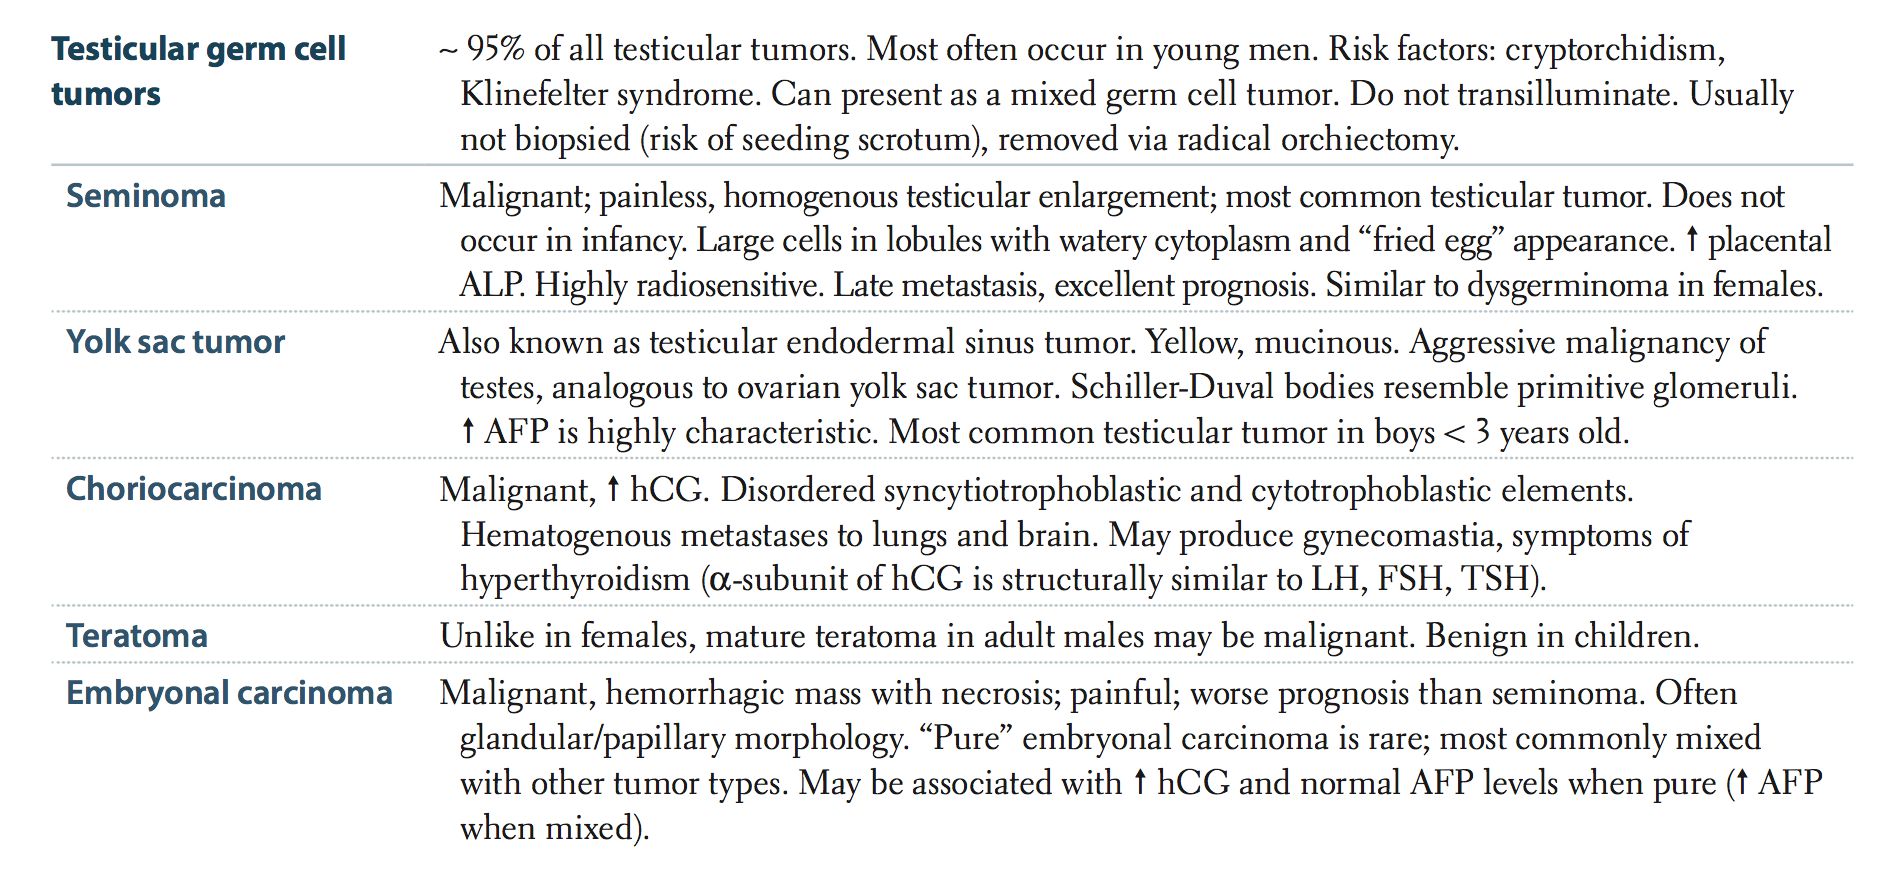 Testicular germ cell tumors
~ 95% of all testicular tumors. Most often occur in young men. Risk factors: cryptorchidism,
Klinefelter syndrome. Can present as a mixed germ cell tumor. Do not transilluminate. Usually
not biopsied (risk of seeding scrotum), removed via radical orchiectomy.
Seminoma
Malignant; painless, homogenous testicular enlargement; most common testicular tumor. Does not
occur in infancy. Large cells in lobules with watery cytoplasm and “fried egg” appearance. ↑ placental
ALP. Highly radiosensitive. Late metastasis, excellent prognosis. Similar to dysgerminoma in females.
Yolk sac tumor
Also known as testicular endodermal sinus tumor. Yellow, mucinous. Aggressive malignancy of
testes, analogous to ovarian yolk sac tumor. Schiller-Duval bodies resemble primitive glomeruli.
↑ AFP is highly characteristic. Most common testicular tumor in boys < 3 years old.
Choriocarcinoma
Malignant, ↑ hCG. Disordered syncytiotrophoblastic and cytotrophoblastic elements.
Hematogenous metastases to lungs and brain. May produce gynecomastia, symptoms of
hyperthyroidism (α-subunit of hCG is structurally similar to LH, FSH, TSH).
Teratoma
Unlike in females, mature teratoma in adult males may be malignant. Benign in children.
Embryonal carcinoma
Malignant, hemorrhagic mass with necrosis; painful; worse prognosis than seminoma. Often
glandular/papillary morphology. “Pure” embryonal carcinoma is rare; most commonly mixed
with other tumor types. May be associated with ↑ hCG and normal AFP levels when pure (↑ AFP
when mixed).